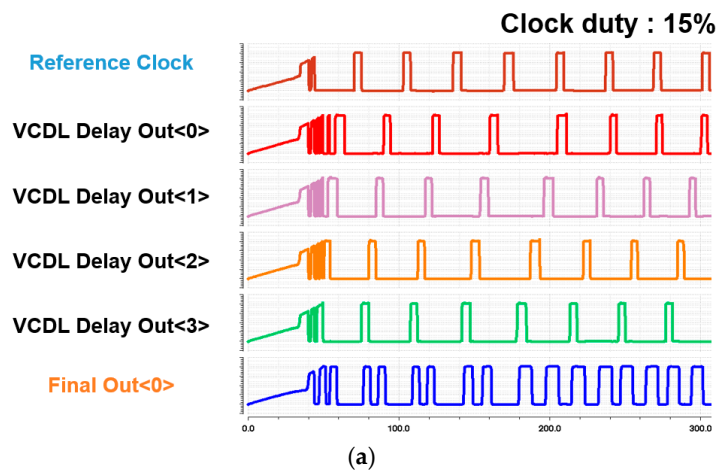 Clock duty : 15%
Reference Clock
VCDL Delay Out<0>
VCDL Delay Out<1>
VCDL Delay Out<2>
VCDL Delay Out<3>
Final Out<0>
0.0 100.0 200.0 300.0
(a)